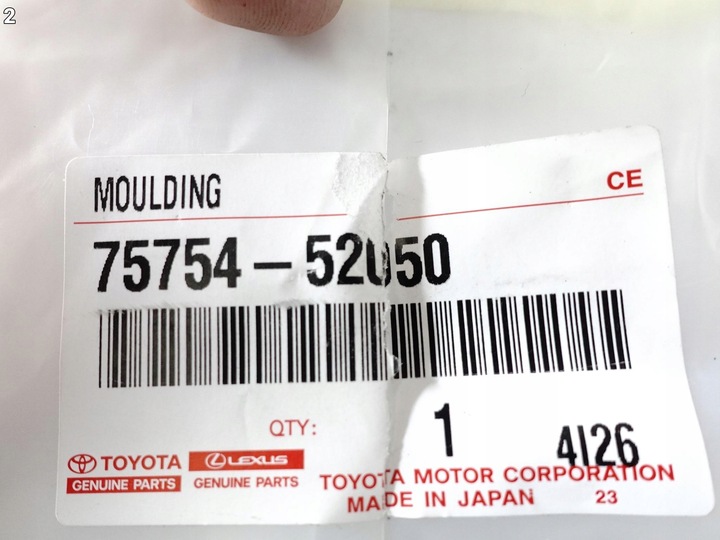 2
MOULDING
CE
75754-52050
QTY:
1
4126
TOYOTA
GENUINE PARTS
LEXUS
GENUINE PARTS
TOYOTA MOTOR CORPORATION
MADE IN JAPAN 23